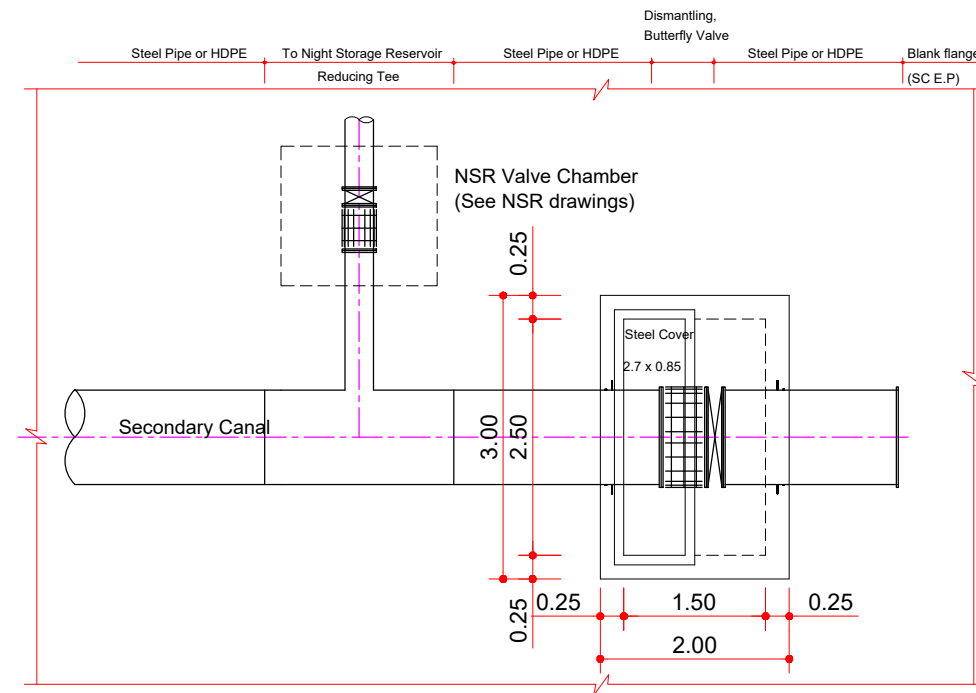 Dismantling,
Butterfly Valve
Steel Pipe or HDPE
To Night Storage Reservoir
Steel Pipe or HDPE
Steel Pipe or HDPE
Blank flange
Reducing Tee
(SC E.P)
NSR Valve Chamber
(See NSR drawings)
0.25
Steel Cover
2.7 x 0.85
Secondary Canal
3.00
2.50
0.25
0.25
1.50
0.25
2.00